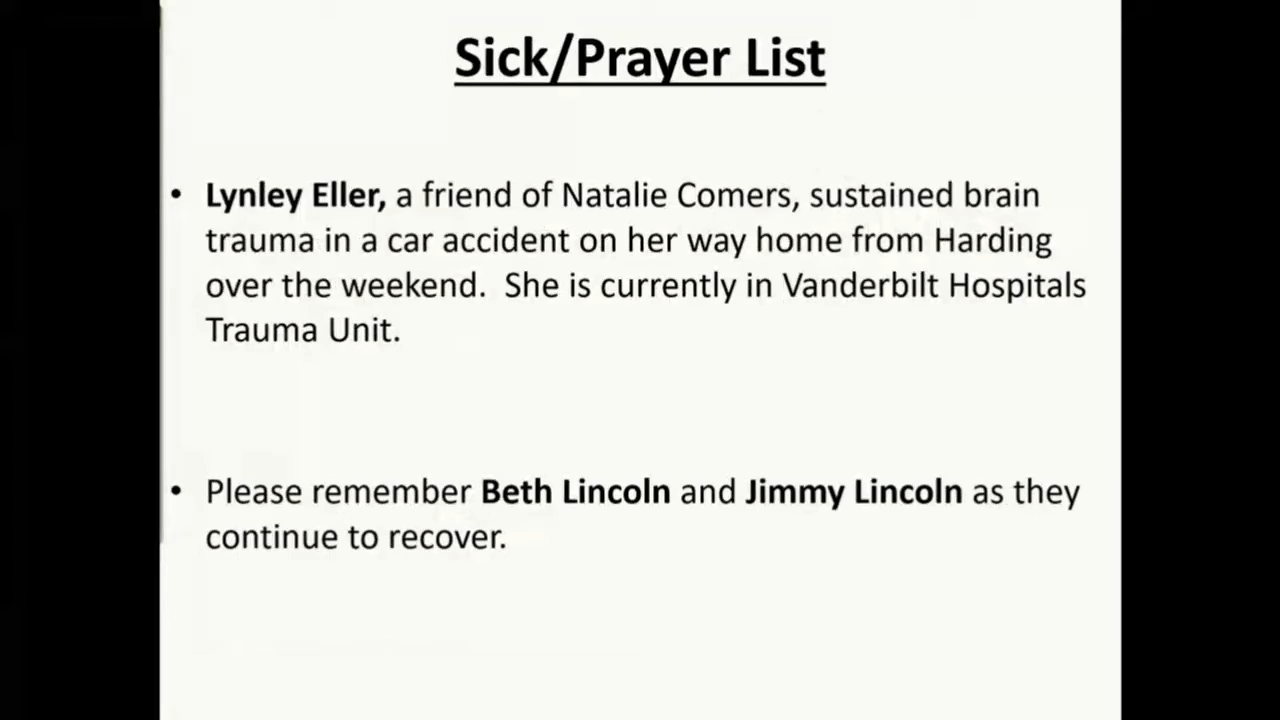 Sick/Prayer List
• Lynley Eller, a friend of Natalie Comers, sustained brain
trauma in a car accident on her way home from Harding
over the weekend.  She is currently in Vanderbilt Hospitals
Trauma Unit.
• Please remember Beth Lincoln and Jimmy Lincoln as they
continue to recover.